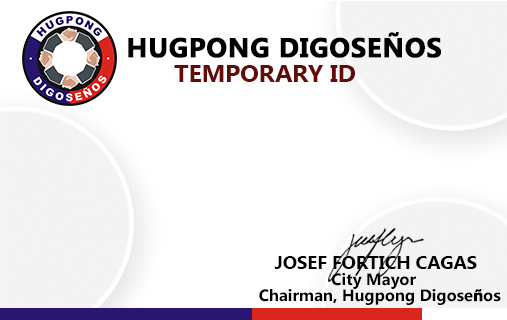 HUGPONG
DIGOSEÑOS
HUGPONG DIGOSEÑOS
TEMPORARY ID
JOSEF FORTICH CAGAS
City Mayor
Chairman, Hugpong Digoseños